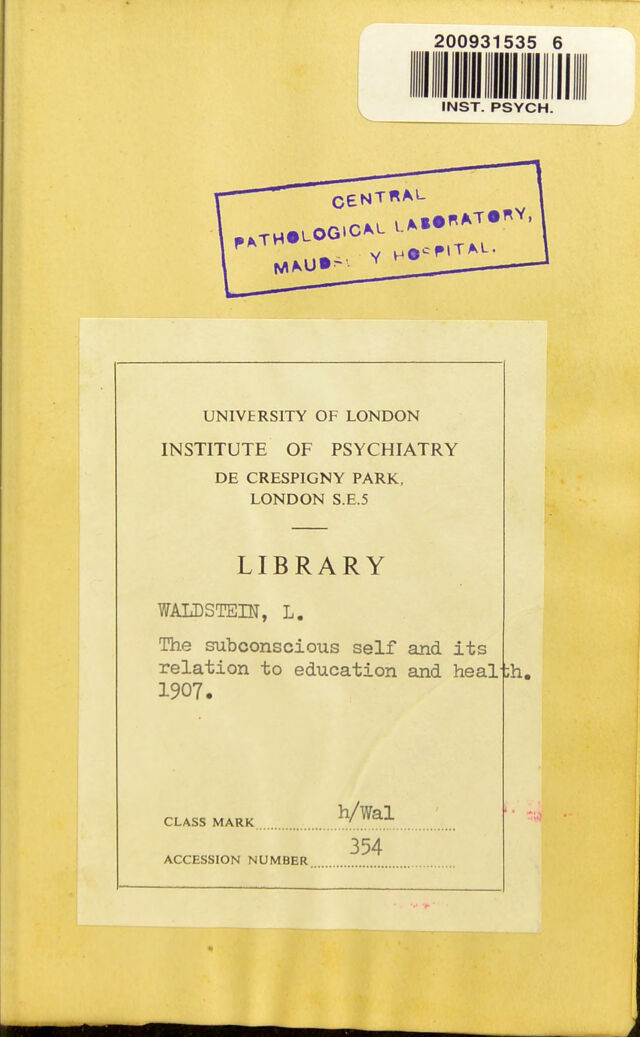 200931535 6
INST. PSYCH.
CENTRAL
PATHOLOGICAL LABORATORY,
HOSPITAL.
UNIVERSITY OF LONDON
INSTITUTE OF PSYCHIATRY
DE CRESPIGNY PARK,
LONDON S.E.5
LIBRARY
WALDSTEIN, L.
The subconscious self and its
relation to education and health.
1907.
CLASS MARK h/Wal
ACCESSION NUMBER 354